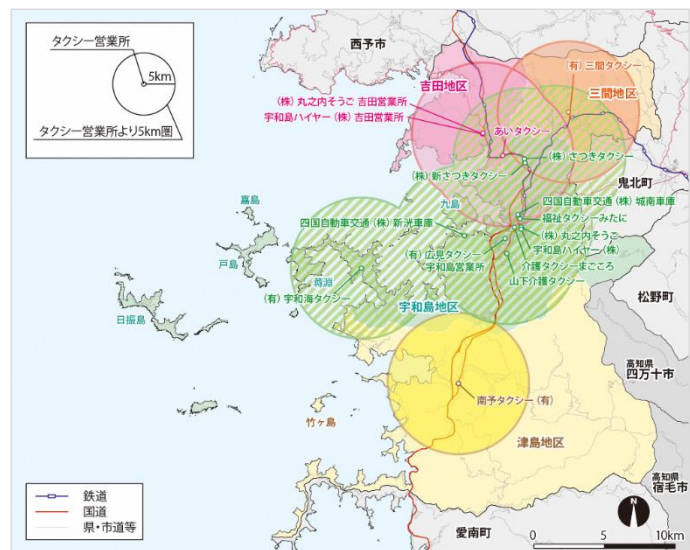 タクシー営業所
5km
タクシー営業所より5km圏
西予市
(有) 三間タクシー
吉田地区
三間地区
(株) 丸之内そうご 吉田営業所
宇和島ハイヤー (株) 吉田営業所
あいタクシー
(株) さつきタクシー
(株) 新さつきタクシー
鬼北町
九島
嘉島
四国自動車交通 (株) 城南車庫
四国自動車交通 (株) 新洸車庫
福祉タクシーみたに
(株) 丸之内そうご
戸島
(有) 広見タクシー
宇和島営業所
宇和島ハイヤー (株)
介護タクシーまごころ
蒋淵
(有) 宇和海タクシー
山下介護タクシー
日振島
宇和島地区
松野町
高知県
四万十市
南予タクシー (有)
竹ヶ島
津島地区
高知県
宿毛市
鉄道
国道
県・市道等
愛南町
N
0 5 10km